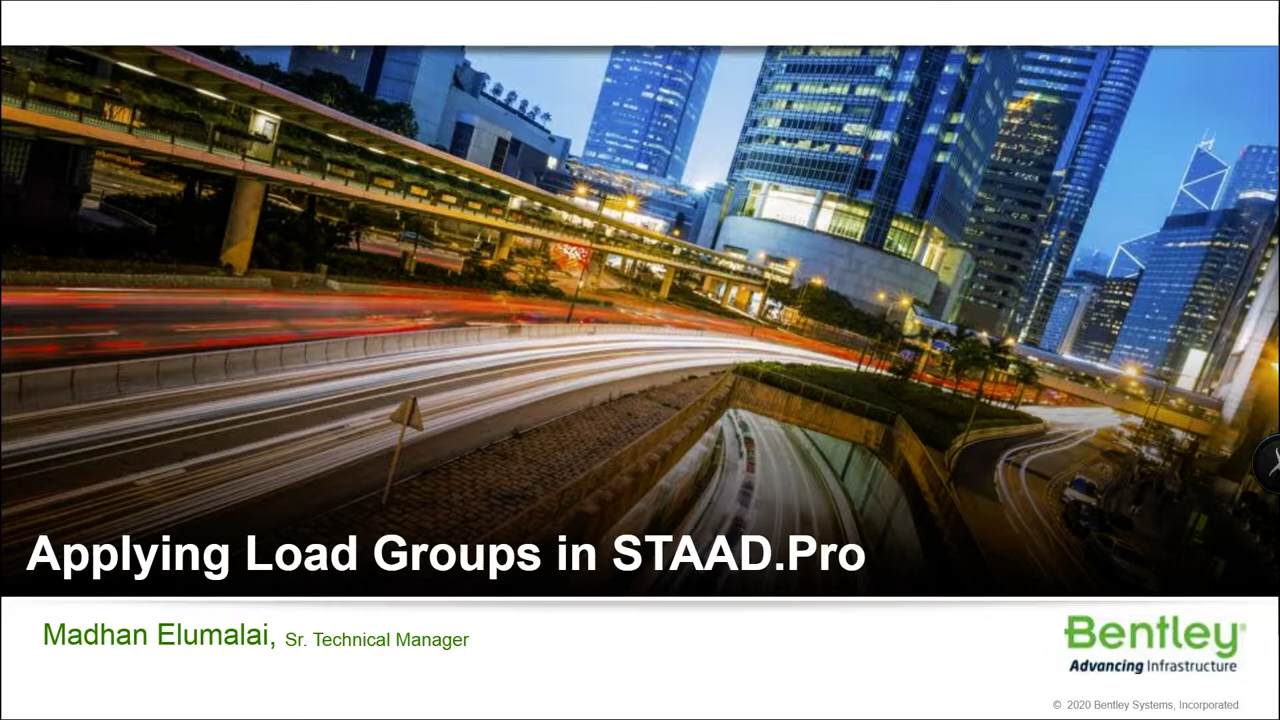 Applying Load Groups in STAAD.Pro
Madhan Elumalai, Sr. Technical Manager
Bentley®
Advancing Infrastructure
© 2020 Bentley Systems, Incorporated